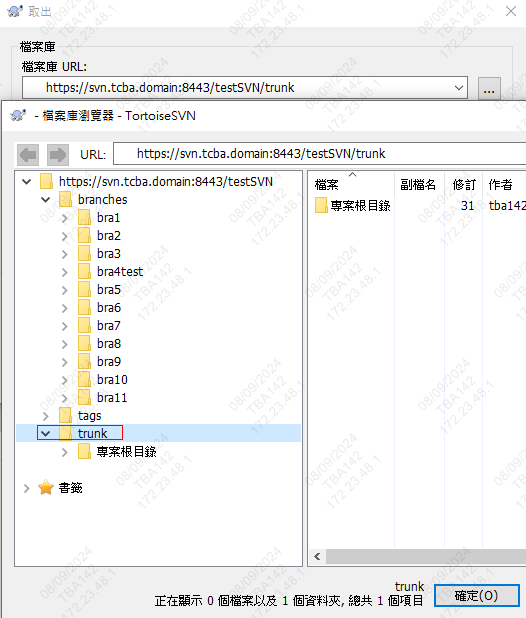 取出
檔案庫
檔案庫 URL:
https://svn.tcba.domain:8443/testSVN/trunk
...
- 檔案庫瀏覽器 - TortoiseSVN
URL: https://svn.tcba.domain:8443/testSVN/trunk
https://svn.tcba.domain:8443/testSVN
branches
bra1
bra2
bra3
bra4test
bra5
bra6
bra7
bra8
bra9
bra10
bra11
tags
trunk
專案根目錄
書籤
檔案 副檔名 修訂 作者
專案根目錄 31 tba142
trunk
正在顯示 0 個檔案以及 1 個資料夾, 總共 1 個項目
確定(O)
08/09/2024
TBA142
172.23.48.1